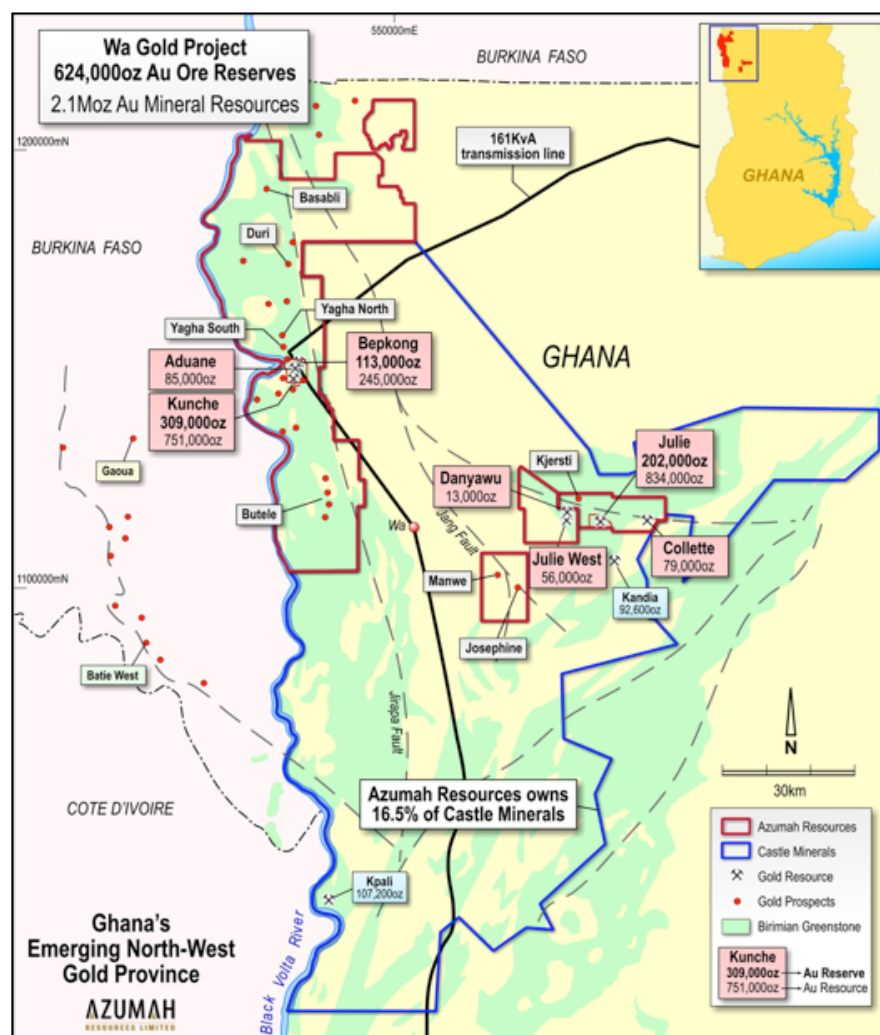 550000mE
Wa Gold Project
624,000oz Au Ore Reserves
2.1Moz Au Mineral Resources
BURKINA FASO
1200000mN
161KvA
transmission line
GHANA
Basabli
BURKINA FASO
Duri
Yagha North
Yagha South
Aduane
85,000oz
Bepkong
113,000oz
245,000oz
GHANA
Kunche
309,000oz
751,000oz
Gaoua
Julie
202,000oz
834,000oz
Kjersti
Danyawu
13,000oz
Butele
Wa
Jang Fault
Julie West
56,000oz
Collette
79,000oz
Manwe
1100000mN
Kandia
92,600oz
Josephine
Batie West
Jirapa Fault
N
30km
COTE D'IVOIRE
Azumah Resources owns
16.5% of Castle Minerals
Azumah Resources
Castle Minerals
Gold Resource
Gold Prospects
Birimian Greenstone
Kpali
107,200oz
Black Volta River
Ghana's
Emerging North-West
Gold Province
AZUMAH
RESOURCES LIMITED
Kunche
309,000oz Au Reserve
751,000oz Au Resource